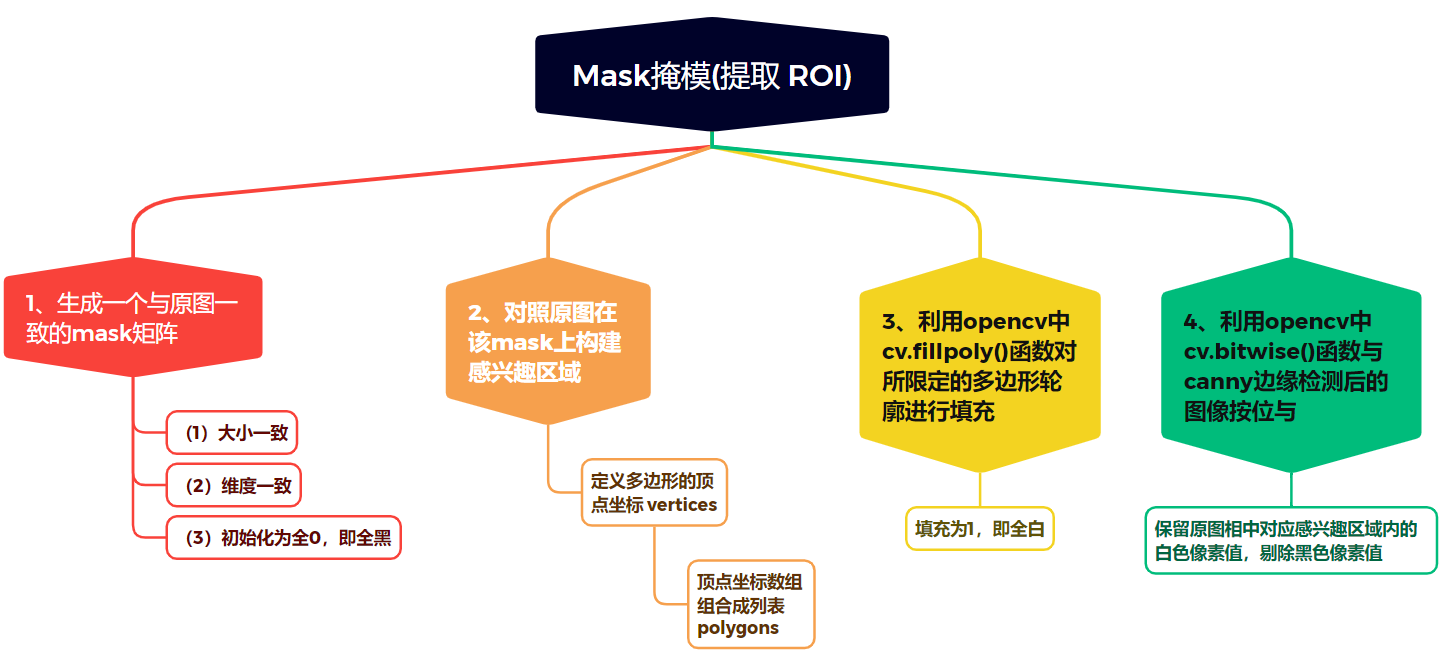 Mask掩模(提取 ROI)
1、生成一个与原图一
致的mask矩阵
（1）大小一致
（2）维度一致
（3）初始化为全0，即全黑
2、对照原图在
该mask上构建
感兴趣区域
定义多边形的顶
点坐标 vertices
顶点坐标数组
组合成列表
polygons
3、利用opencv中
cv.fillpoly()函数对
所限定的多边形轮
廓进行填充
填充为1，即全白
4、利用opencv中
cv.bitwise()函数与
canny边缘检测后的
图像按位与
保留原图相中对应感兴趣区域内的
白色像素值，剔除黑色像素值